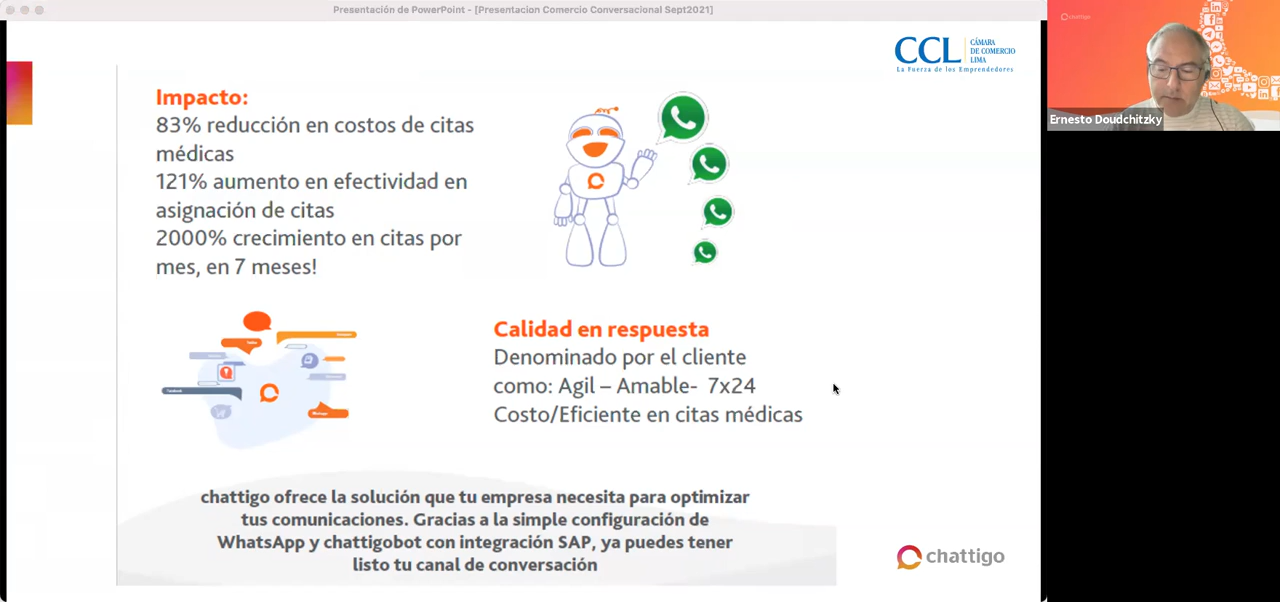 Presentación de PowerPoint - [Presentacion Comercio Conversacional Sept2021]
CCL
CÁMARA
DE COMERCIO
LIMA
La Fuerza de los Emprendedores
chattigo
Ernesto Doudchitzky
Impacto:
83% reducción en costos de citas
médicas
121% aumento en efectividad en
asignación de citas
2000% crecimiento en citas por
mes, en 7 meses!
Calidad en respuesta
Denominado por el cliente
como: Agil – Amable- 7x24
Costo/Eficiente en citas médicas
chattigo ofrece la solución que tu empresa necesita para optimizar
tus comunicaciones. Gracias a la simple configuración de
WhatsApp y chattigobot con integración SAP, ya puedes tener
listo tu canal de conversación
chattigo